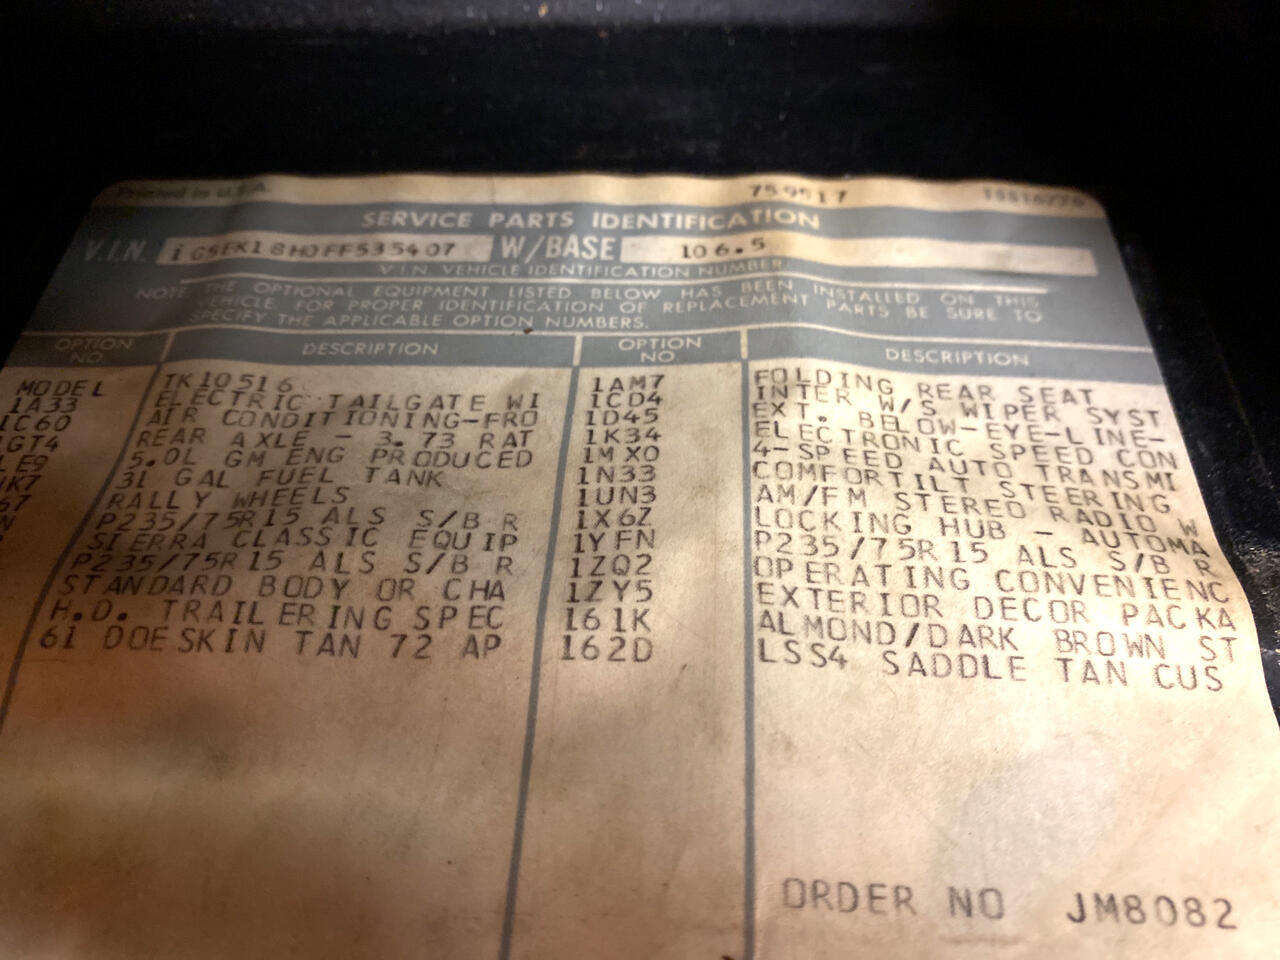 Printed in U.S.A. 759517
SERVICE PARTS IDENTIFICATION
V.I.N. 1G5EK18H0FF535407 W/BASE 106.5
V.I.N. VEHICLE IDENTIFICATION NUMBER
NOTE THE OPTIONAL EQUIPMENT LISTED BELOW HAS BEEN INSTALLED ON THIS
VEHICLE. FOR PROPER IDENTIFICATION OF REPLACEMENT PARTS BE SURE TO
SPECIFY THE APPLICABLE OPTION NUMBERS.
OPTION NO. DESCRIPTION OPTION NO. DESCRIPTION
MODEL TK10516 1AM7 FOLDING REAR SEAT
1A33 ELECTRIC TAILGATE WI 1CD4 INTER W/S WIPER SYST
1C60 AIR CONDITIONING-FRO 1D45 EXT. BELOW-EYE-LINE-
1GT4 REAR AXLE - 3.73 RAT 1K34 ELECTRONIC SPEED CON
LE9 5.0L GM ENG PRODUCED 1MX0 4-SPEED AUTO TRANSMI
NK7 31 GAL FUEL TANK 1N33 COMFORTILT STEERING
67 RALLY WHEELS 1UN3 AM/FM STEREO RADIO W
N P235/75R15 ALS S/B R 1X6Z LOCKING HUB - AUTOMA
SIERRA CLASSIC EQUIP 1YFN P235/75R15 ALS S/B R
P235/75R15 ALS S/B R 1ZQ2 OPERATING CONVENIENC
STANDARD BODY OR CHA 1ZY5 EXTERIOR DECOR PACKA
H.D. TRAILERING SPEC 161K ALMOND/DARK BROWN ST
61 DOESKIN TAN 72 AP 162D LSS4 SADDLE TAN CUS
ORDER NO JM8082